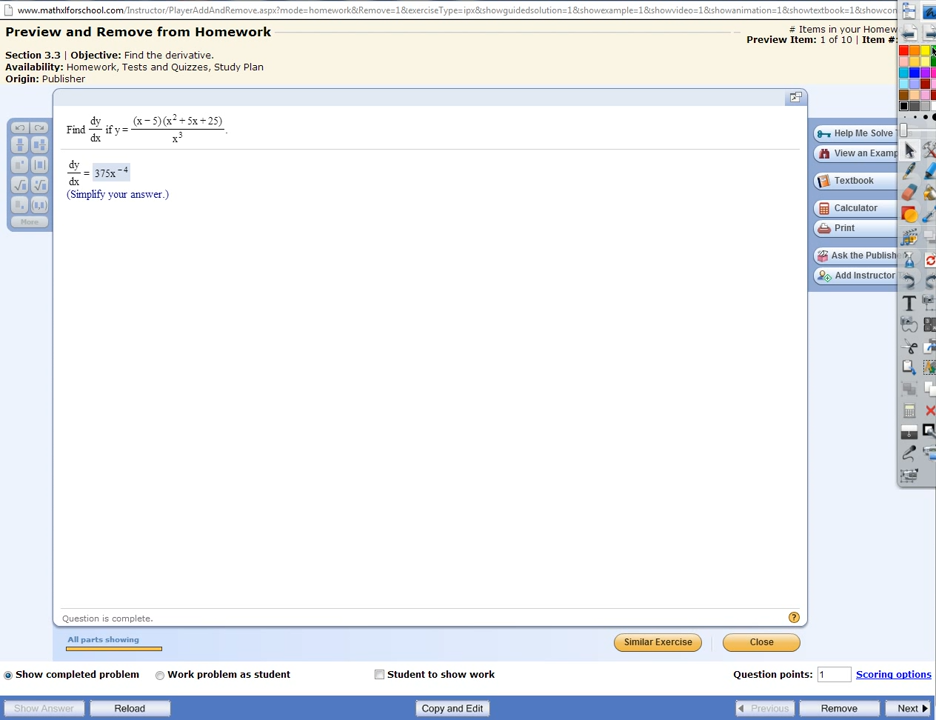 www.mathxlforschool.com/Instructor/PlayerAddAndRemove.aspx?mode=homework&Remove=1&exerciseType=ipx&showguidedsolution=1&showexample=1&showvideo=1&showanimation=1&showtextbook=1&showcon
Preview and Remove from Homework
# Items in your Homew
Preview Item: 1 of 10 | Item #:
Section 3.3 | Objective: Find the derivative.
Availability: Homework, Tests and Quizzes, Study Plan
Origin: Publisher
Find dy/dx if y = (x − 5)(x² + 5x + 25)/x³.
dy/dx = 375x⁻⁴
(Simplify your answer.)
More
Help Me Solve
View an Examp
Textbook
Calculator
Print
Ask the Publish
Add Instructor
Question is complete.
All parts showing
Similar Exercise
Close
Show completed problem
Work problem as student
Student to show work
Question points: 1
Scoring options
Show Answer
Reload
Copy and Edit
Previous
Remove
Next